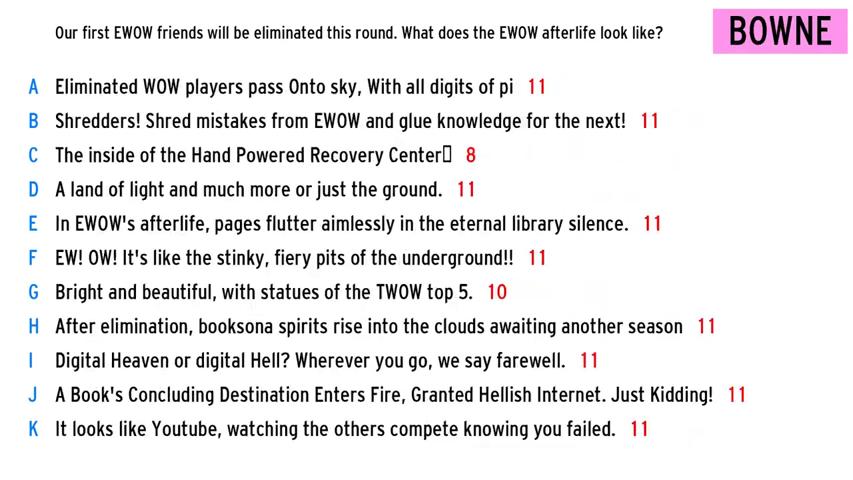 Our first EWOW friends will be eliminated this round. What does the EWOW afterlife look like?
BOWNE
A Eliminated WOW players pass Onto sky, With all digits of pi 11
B Shredders! Shred mistakes from EWOW and glue knowledge for the next! 11
C The inside of the Hand Powered Recovery Center 8
D A land of light and much more or just the ground. 11
E In EWOW's afterlife, pages flutter aimlessly in the eternal library silence. 11
F EW! OW! It's like the stinky, fiery pits of the underground!! 11
G Bright and beautiful, with statues of the TWOW top 5. 10
H After elimination, booksona spirits rise into the clouds awaiting another season 11
I Digital Heaven or digital Hell? Wherever you go, we say farewell. 11
J A Book's Concluding Destination Enters Fire, Granted Hellish Internet. Just Kidding! 11
K It looks like Youtube, watching the others compete knowing you failed. 11